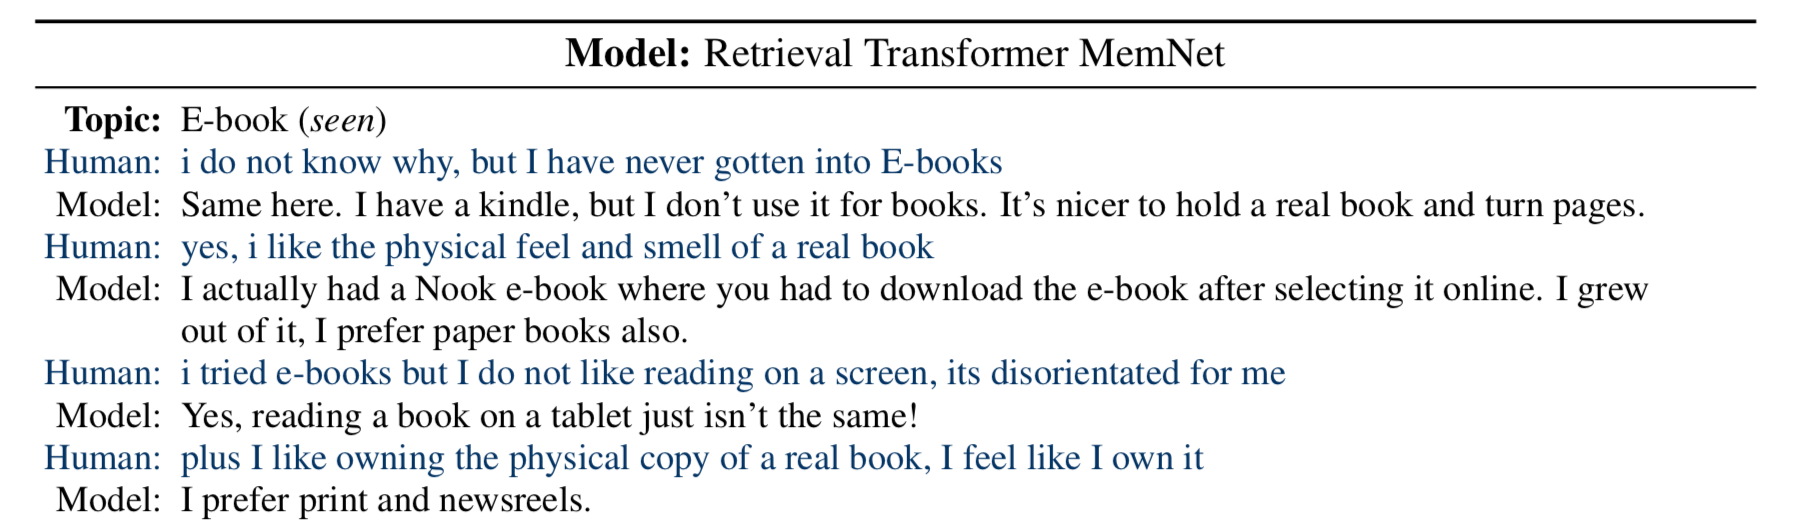 Model: Retrieval Transformer MemNet
Topic: E-book (seen)
Human: i do not know why, but I have never gotten into E-books
Model: Same here. I have a kindle, but I don’t use it for books. It’s nicer to hold a real book and turn pages.
Human: yes, i like the physical feel and smell of a real book
Model: I actually had a Nook e-book where you had to download the e-book after selecting it online. I grew
out of it, I prefer paper books also.
Human: i tried e-books but I do not like reading on a screen, its disorientated for me
Model: Yes, reading a book on a tablet just isn’t the same!
Human: plus I like owning the physical copy of a real book, I feel like I own it
Model: I prefer print and newsreels.